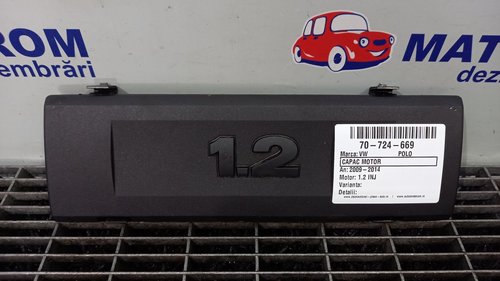 ROM
mbrări
MAT
dez
1.2
70-724-669
Marca: VW POLO
CAPAC MOTOR
An: 2009-2014
Motor: 1.2 INJ
Varianta:
Detalii: